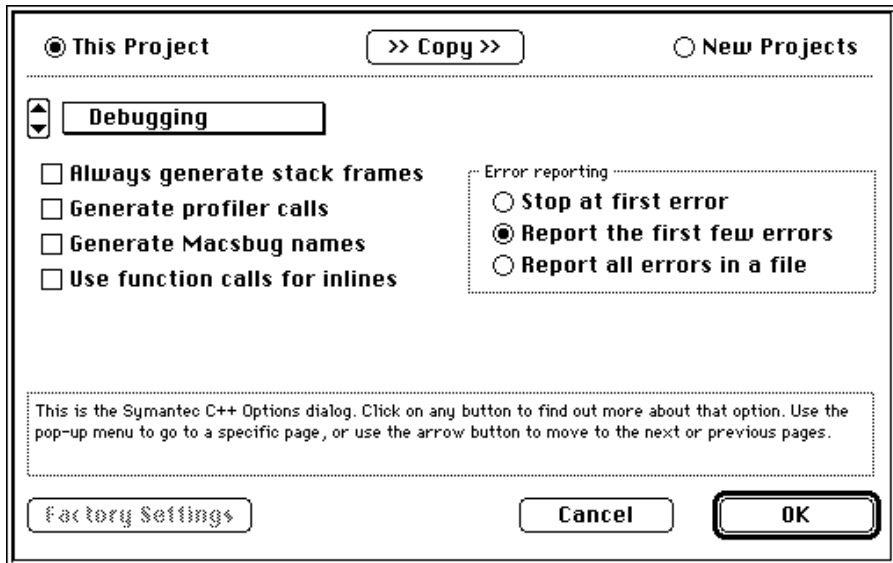 This Project
>> Copy >>
New Projects
Debugging
Always generate stack frames
Generate profiler calls
Generate Macsbug names
Use function calls for inlines
Error reporting
Stop at first error
Report the first few errors
Report all errors in a file
This is the Symantec C++ Options dialog. Click on any button to find out more about that option. Use the
pop-up menu to go to a specific page, or use the arrow button to move to the next or previous pages.
Factory Settings
Cancel
OK